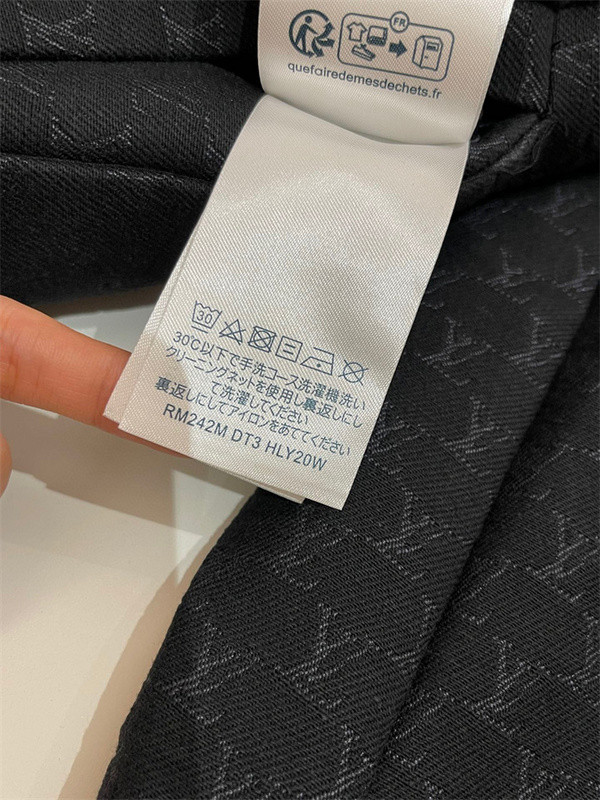 FR
quefairedemesdechets.fr
30
30℃以下で手洗コース洗濯機洗い
クリーニングネットを使用し裏返しにし
て洗濯してください
裏返しにしてアイロンをあててください
RM242M DT3 HLY20W